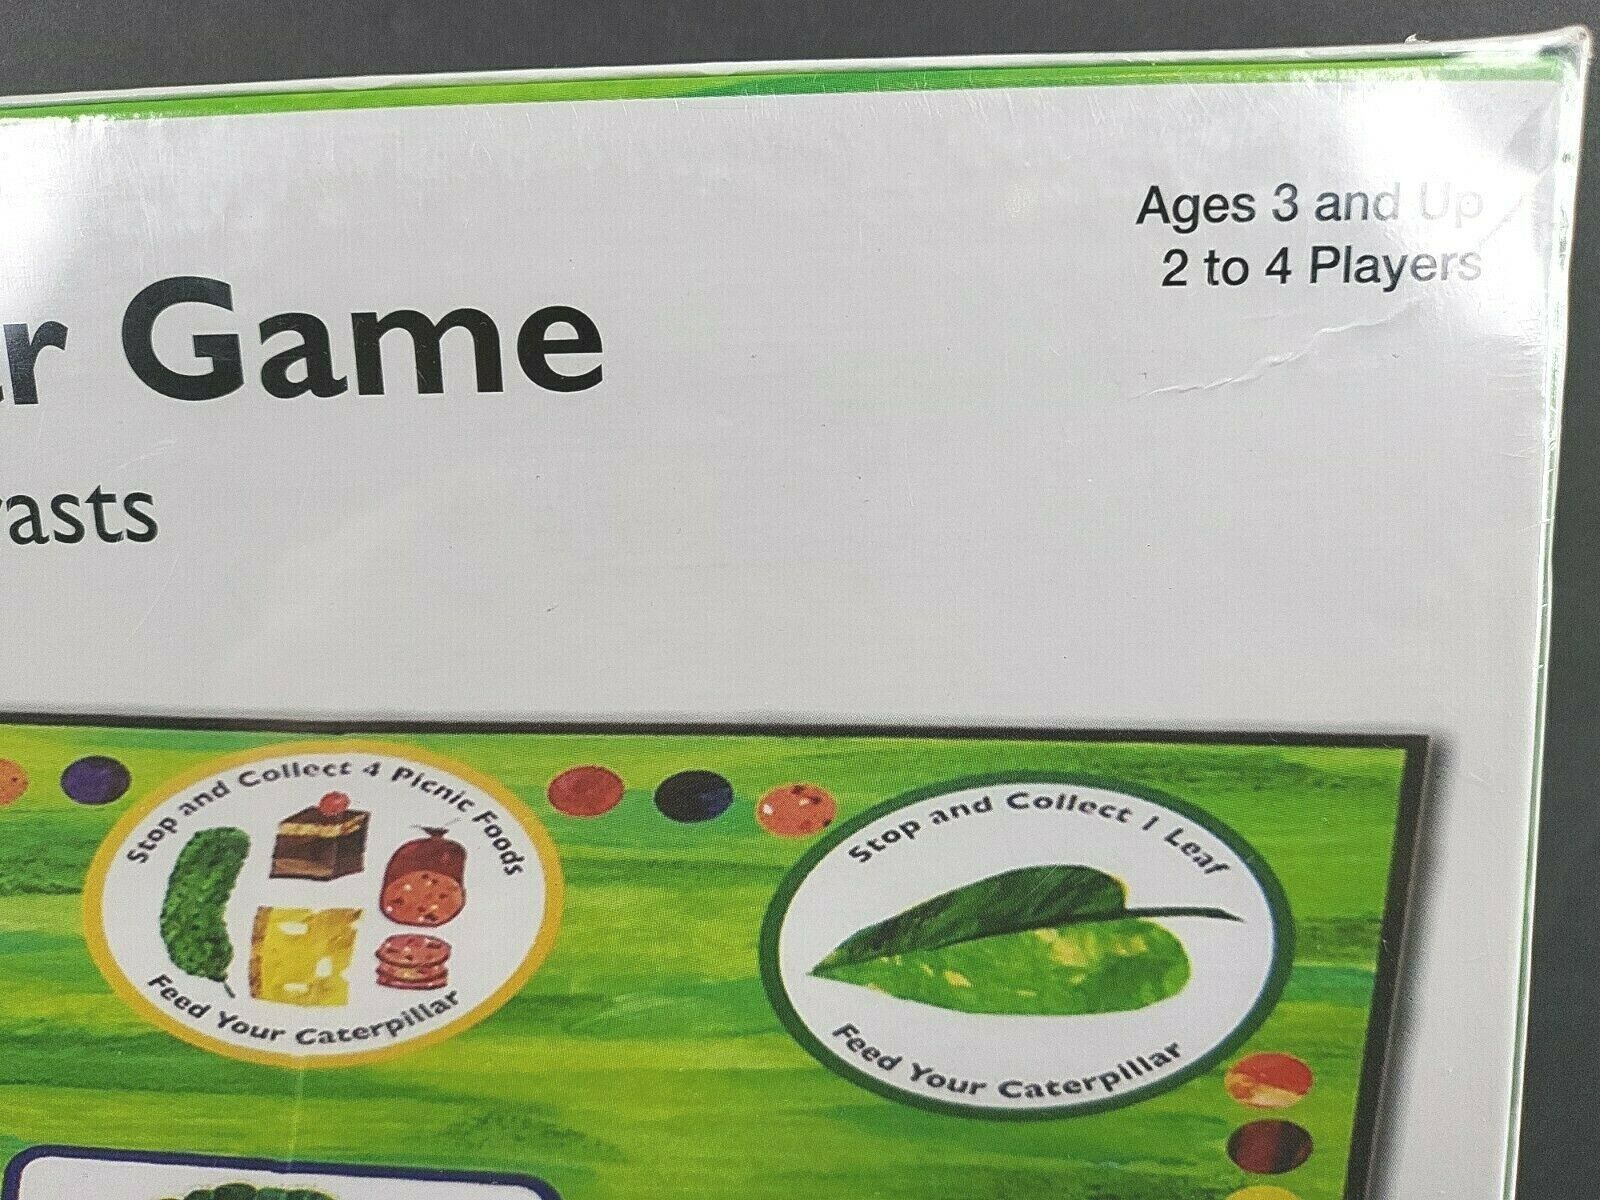 Ages 3 and Up
2 to 4 Players
r Game
rasts
Stop and Collect 4 Picnic Foods
Feed Your Caterpillar
Stop and Collect 1 Leaf
Feed Your Caterpillar